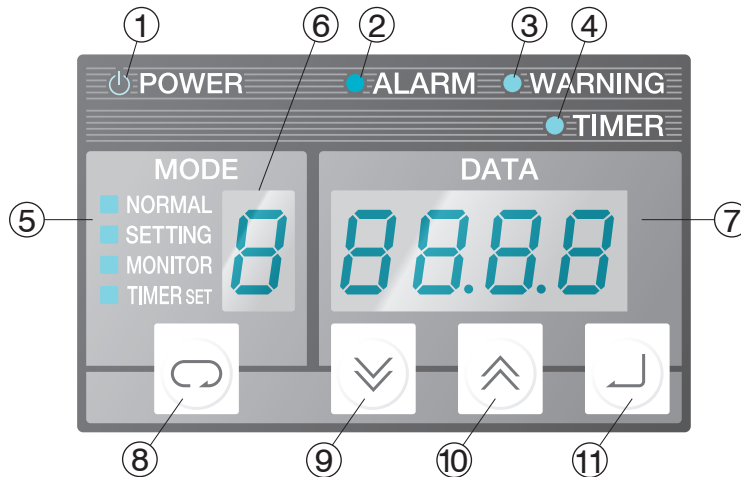 ① ⑥ ② ③ ④
POWER ALARM WARNING
TIMER
MODE DATA
⑤ NORMAL ⑦
SETTING
MONITOR
TIMER SET
8 88.8.8
⑧ ⑨ ⑩ ⑪